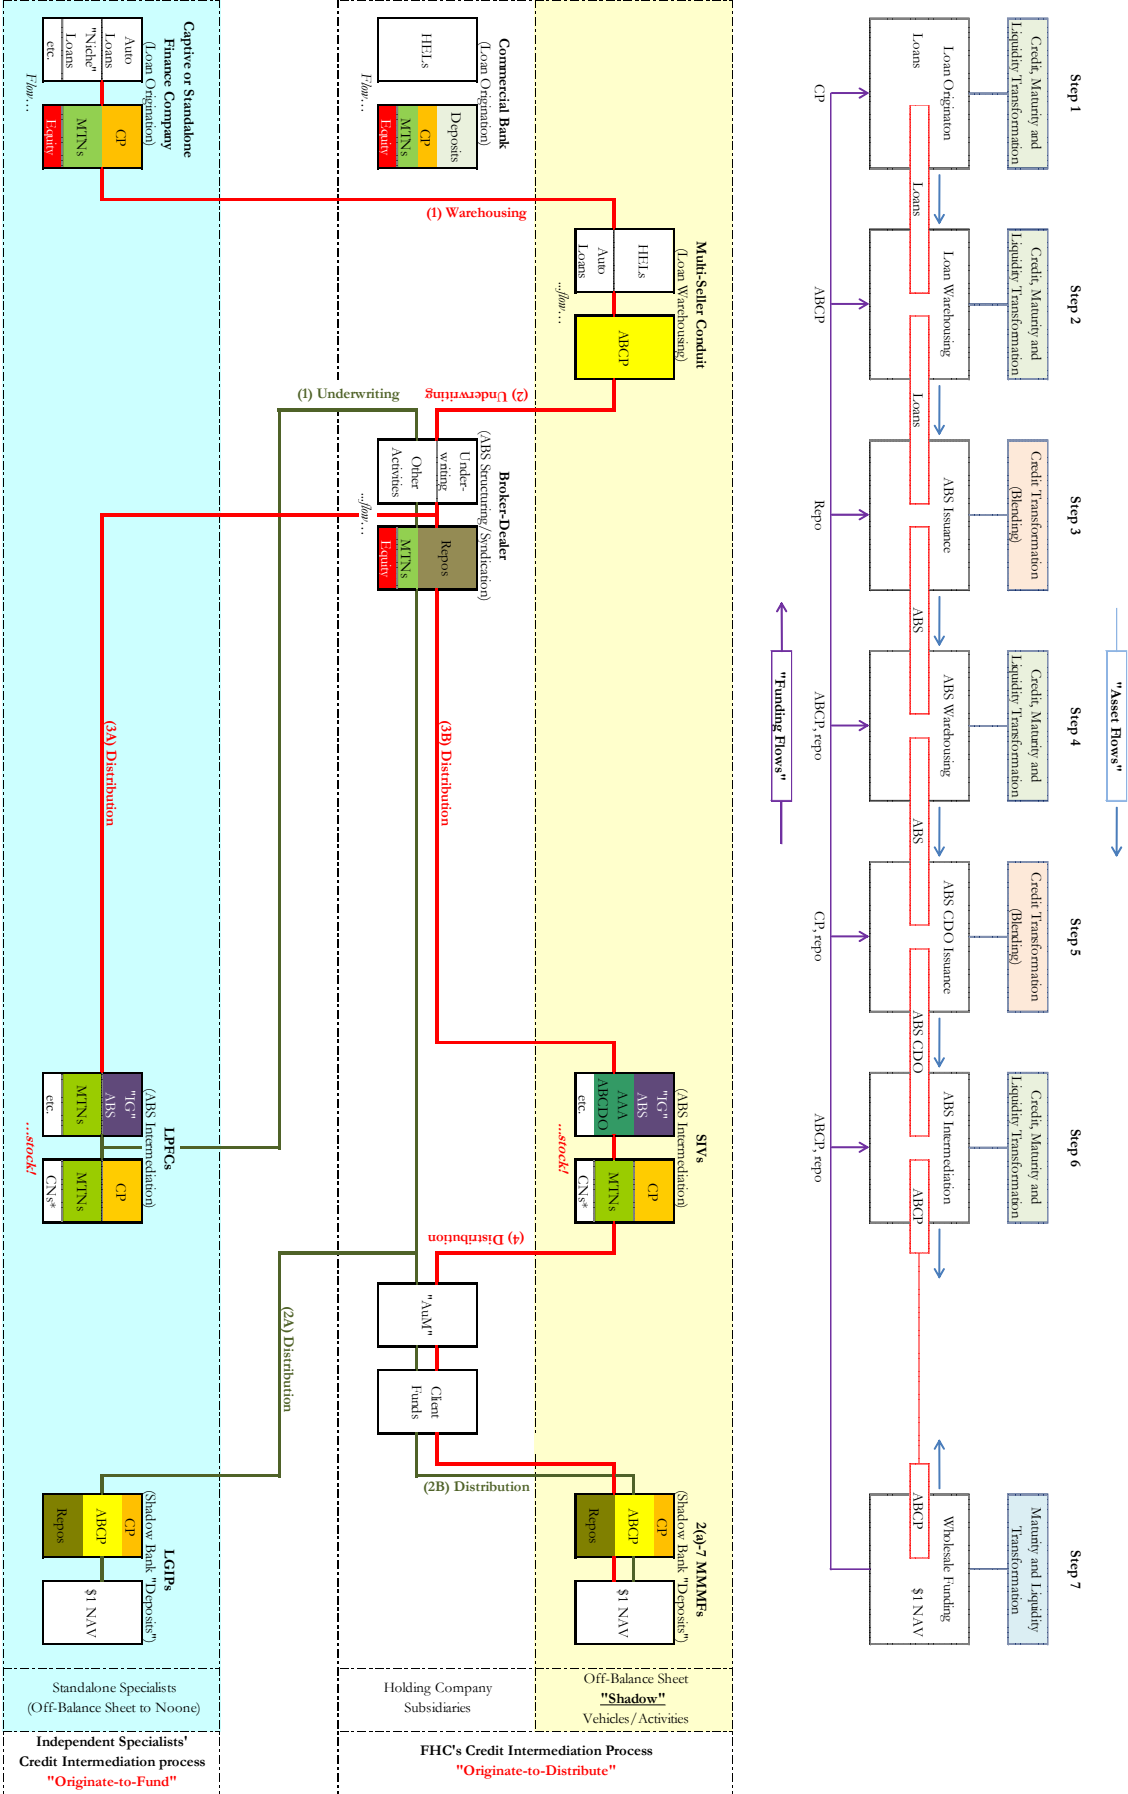 Step 1
Step 2
Step 3
Step 4
Step 5
Step 6
Step 7
"Asset Flows"
Credit, Maturity and
Liquidity Transformation
Credit, Maturity and
Liquidity Transformation
Credit Transformation
(Blending)
Credit, Maturity and
Liquidity Transformation
Credit Transformation
(Blending)
Credit, Maturity and
Liquidity Transformation
Maturity and Liquidity
Transformation
Loan Originaton
Loans
Loans
Loan Warehousing
Loans
ABS Issuance
ABS
ABS Warehousing
ABS
ABS CDO Issuance
ABS CDO
ABS Intermediation
ABCP
ABCP
Wholesale Funding
$1 NAV
CP
ABCP
Repo
ABCP, repo
CP, repo
ABCP, repo
"Funding Flows"
Multi-Seller Conduit
(Loan Warehousing)
HELs
Auto
Loans
ABCP
...flow…
SIVs
(ABS Intermediation)
"IG"
ABS
AAA
ABCDO
etc.
CP
MTNs
CNs*
...stock!
2(a)-7 MMMFs
(Shadow Bank "Deposits")
CP
ABCP
Repos
$1 NAV
Off-Balance Sheet
"Shadow"
Vehicles/Activities
Commercial Bank
(Loan Origination)
HELs
Deposits
CP
MTNs
Equity
Flow…
(1) Warehousing
(2) Underwriting
(1) Underwriting
Broker-Dealer
(ABS Structuring/Syndication)
Under-
writing
Other
Activities
Repos
MTNs
Equity
...flow…
(3B) Distribution
(4) Distribution
"AuM"
Client
Funds
(2B) Distribution
Holding Company
Subsidiaries
FHC's Credit Intermediation Process
"Originate-to-Distribute"
Captive or Standalone
Finance Company
(Loan Origination)
Auto
Loans
"Niche"
Loans
etc.
CP
MTNs
Equity
Flow…
(3A) Distribution
LPFCs
(ABS Intermediation)
"IG"
ABS
MTNs
etc.
CP
MTNs
CNs*
…stock!
(2A) Distribution
LGIPs
(Shadow Bank "Deposits")
CP
ABCP
Repos
$1 NAV
Standalone Specialists
(Off-Balance Sheet to Noone)
Independent Specialists'
Credit Intermediation process
"Originate-to-Fund"